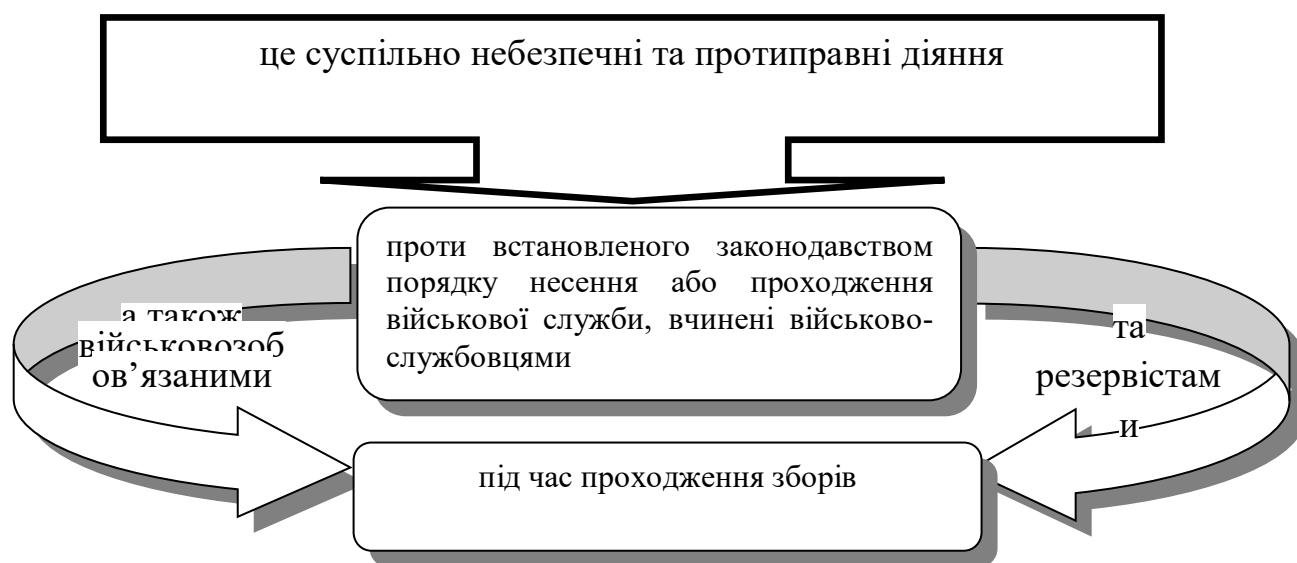 це суспільно небезпечні та протиправні діяння
проти встановленого законодавством
порядку несення або проходження
військової служби, вчинені військово-
службовцями
а також
військовозоб
ов’язаними
та
резервістам
и
під час проходження зборів